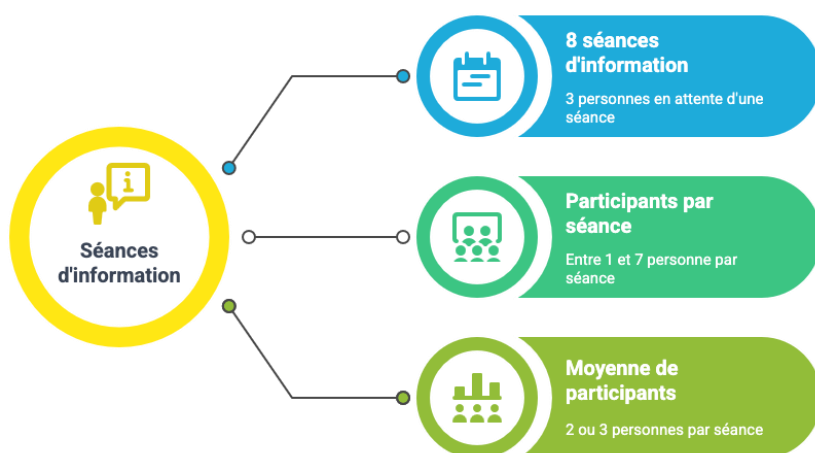 Séances
d'information
8 séances
d'information
3 personnes en attente d'une
séance
Participants par
séance
Entre 1 et 7 personne par
séance
Moyenne de
participants
2 ou 3 personnes par séance